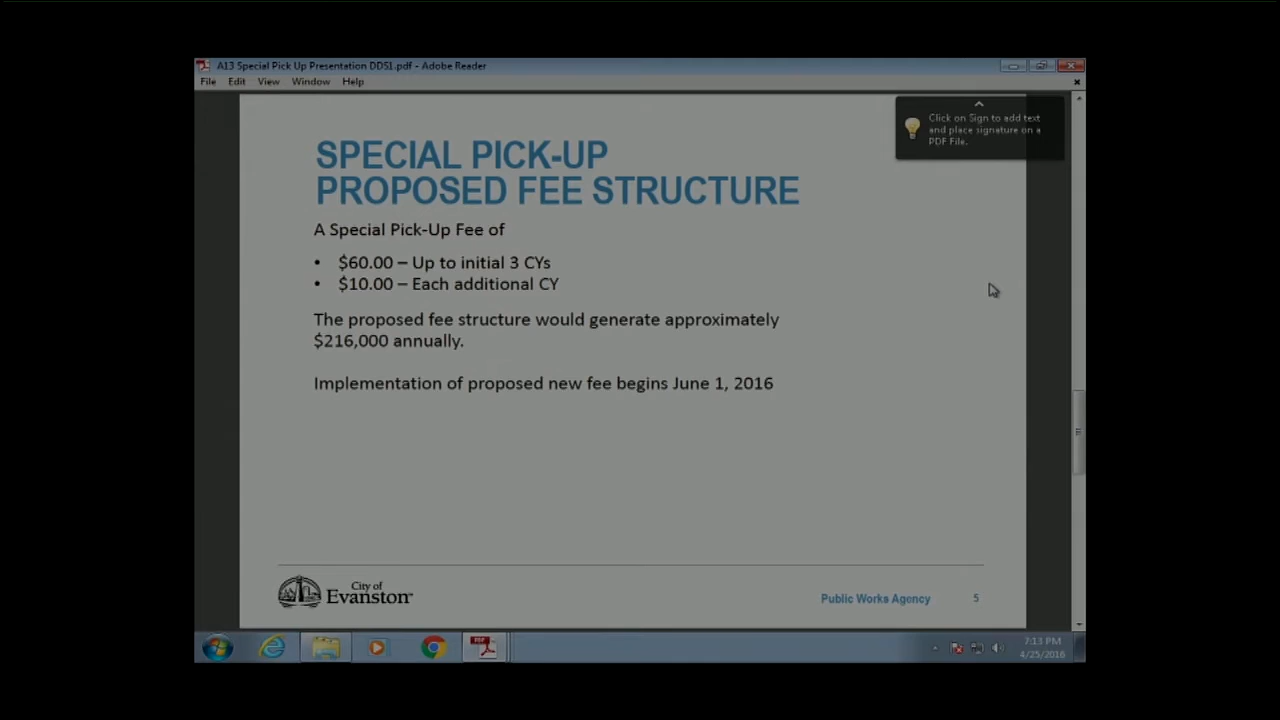 A13 Special Pick Up Presentation DDS1.pdf - Adobe Reader
File Edit View Window Help
Click on Sign to add text
and place signature on a
PDF File.
SPECIAL PICK-UP
PROPOSED FEE STRUCTURE
A Special Pick-Up Fee of
• $60.00 – Up to initial 3 CYs
• $10.00 – Each additional CY
The proposed fee structure would generate approximately
$216,000 annually.
Implementation of proposed new fee begins June 1, 2016
City of
Evanston™
Public Works Agency 5
7:13 PM
4/25/2016